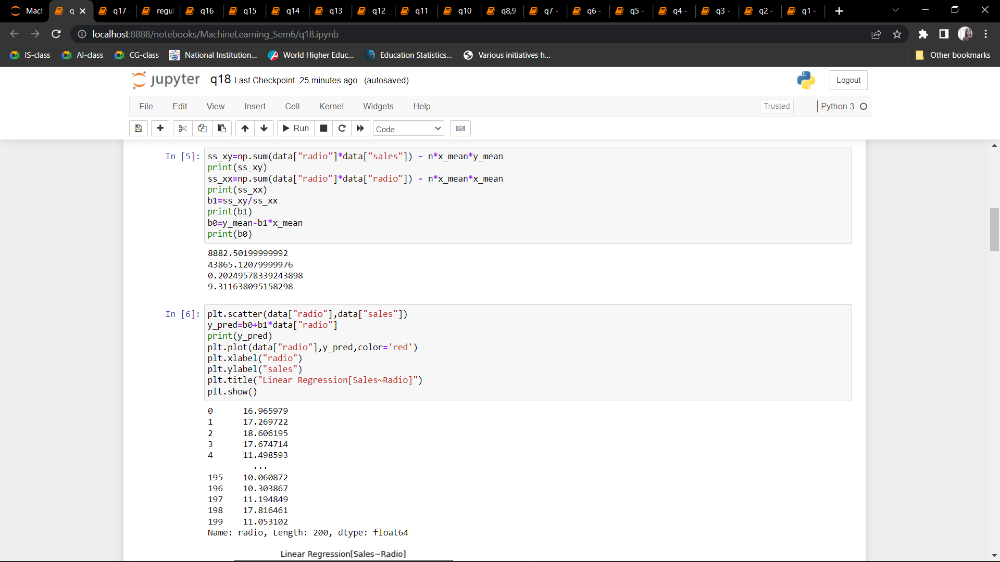 Mach
q
q17 -
regul
q16 -
q15 -
q14 -
q13 -
q12 -
q11 -
q10 -
q8,9
q7 -
q6 -
q5 -
q4 -
q3 -
q2 -
q1 -
localhost:8888/notebooks/MachineLearning_Sem6/q18.ipynb
IS-class AI-class CG-class National Institution... World Higher Educ... Education Statistics... Various initiatives h... Other bookmarks
jupyter q18 Last Checkpoint: 25 minutes ago (autosaved) Logout
File Edit View Insert Cell Kernel Widgets Help Trusted Python 3
Run Code
In [5]: ss_xy=np.sum(data["radio"]*data["sales"]) - n*x_mean*y_mean
print(ss_xy)
ss_xx=np.sum(data["radio"]*data["radio"]) - n*x_mean*x_mean
print(ss_xx)
b1=ss_xy/ss_xx
print(b1)
b0=y_mean-b1*x_mean
print(b0)
8882.50199999992
43865.12079999976
0.20249578339243898
9.311638095158298
In [6]: plt.scatter(data["radio"],data["sales"])
y_pred=b0+b1*data["radio"]
print(y_pred)
plt.plot(data["radio"],y_pred,color='red')
plt.xlabel("radio")
plt.ylabel("sales")
plt.title("Linear Regression[Sales~Radio]")
plt.show()
0 16.965979
1 17.269722
2 18.606195
3 17.674714
4 11.498593
...
195 10.060872
196 10.303867
197 11.194849
198 17.816461
199 11.053102
Name: radio, Length: 200, dtype: float64
Linear Regression[Sales~Radio]